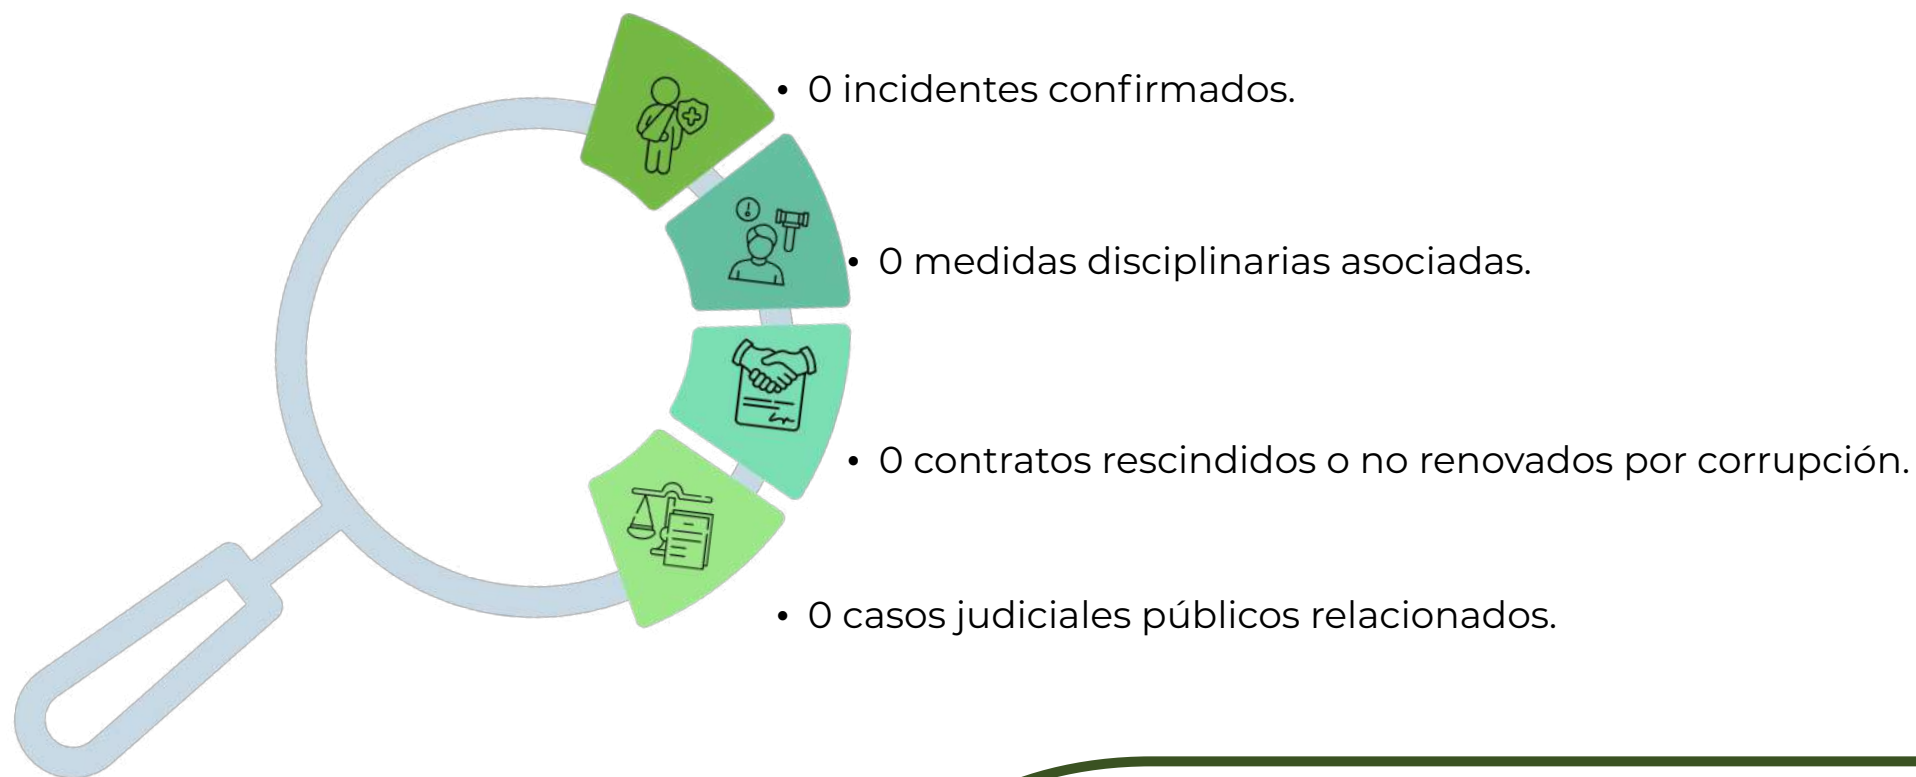 • 0 incidentes confirmados.
• 0 medidas disciplinarias asociadas.
• 0 contratos rescindidos o no renovados por corrupción.
• 0 casos judiciales públicos relacionados.